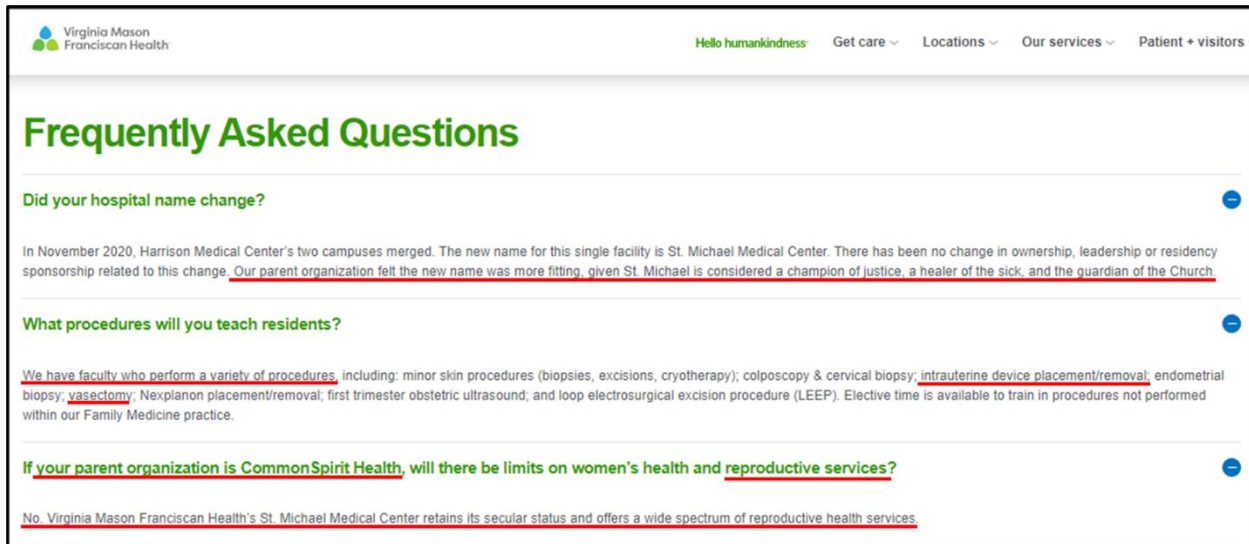 Virginia Mason
Franciscan Health
Hello humankindness
Get care
Locations
Our services
Patient + visitors
Frequently Asked Questions
Did your hospital name change?
In November 2020, Harrison Medical Center's two campuses merged. The new name for this single facility is St. Michael Medical Center. There has been no change in ownership, leadership or residency
sponsorship related to this change. Our parent organization felt the new name was more fitting, given St. Michael is considered a champion of justice, a healer of the sick, and the guardian of the Church.
What procedures will you teach residents?
We have faculty who perform a variety of procedures, including: minor skin procedures (biopsies, excisions, cryotherapy); colposcopy & cervical biopsy; intrauterine device placement/removal; endometrial
biopsy; vasectomy; Nexplanon placement/removal; first trimester obstetric ultrasound; and loop electrosurgical excision procedure (LEEP). Elective time is available to train in procedures not performed
within our Family Medicine practice.
If your parent organization is CommonSpirit Health, will there be limits on women's health and reproductive services?
No. Virginia Mason Franciscan Health's St. Michael Medical Center retains its secular status and offers a wide spectrum of reproductive health services.